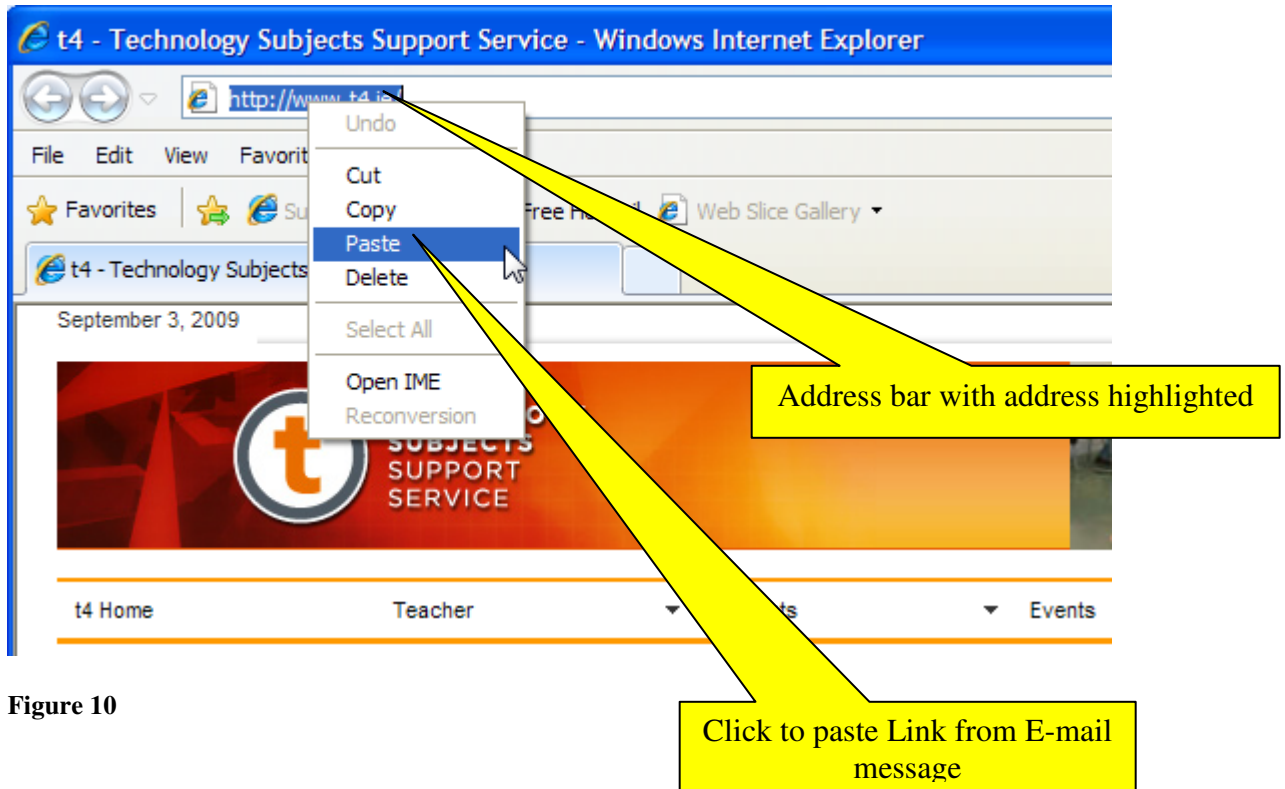 t4 - Technology Subjects Support Service - Windows Internet Explorer
http://www.t4.ie/
Undo
File Edit View Favorit
Cut
Favorites Su
Copy
Free Web Slice Gallery
Paste
t4 - Technology Subjects
Delete
September 3, 2009
Select All
Open IME
Reconversion
Address bar with address highlighted
t
SUBJECTS
SUPPORT
SERVICE
t4 Home Teacher Events
Figure 10
Click to paste Link from E-mail
message